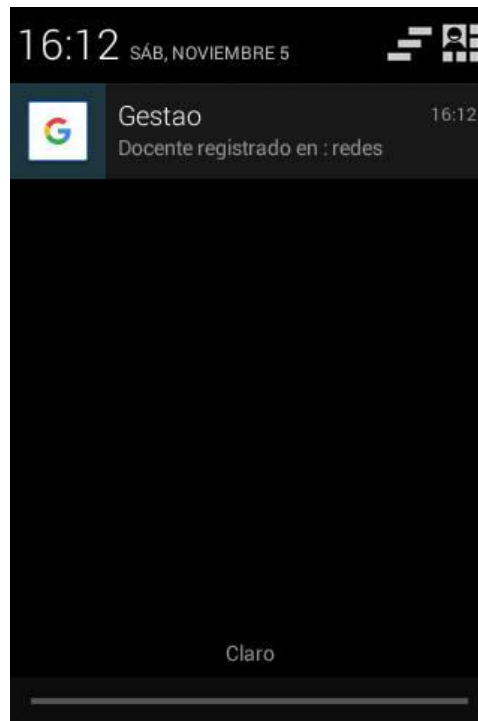 16:12 SÁB, NOVIEMBRE 5
Gestao 16:12
G
Docente registrado en : redes
Claro